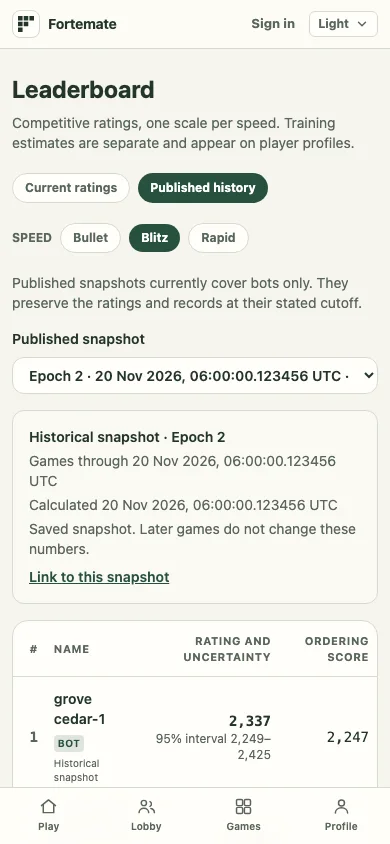 Fortemate
Sign in
Light
Leaderboard
Competitive ratings, one scale per speed. Training
estimates are separate and appear on player profiles.
Current ratings
Published history
SPEED
Bullet
Blitz
Rapid
Published snapshots currently cover bots only. They
preserve the ratings and records at their stated cutoff.
Published snapshot
Epoch 2 · 20 Nov 2026, 06:00:00.123456 UTC ·
Historical snapshot · Epoch 2
Games through 20 Nov 2026, 06:00:00.123456
UTC
Calculated 20 Nov 2026, 06:00:00.123456 UTC
Saved snapshot. Later games do not change these
numbers.
Link to this snapshot
# NAME RATING AND UNCERTAINTY ORDERING SCORE
1
grove
cedar-1
BOT
Historical
snapshot
2,337
95% interval 2,249–
2,425
2,247
Play
Lobby
Games
Profile